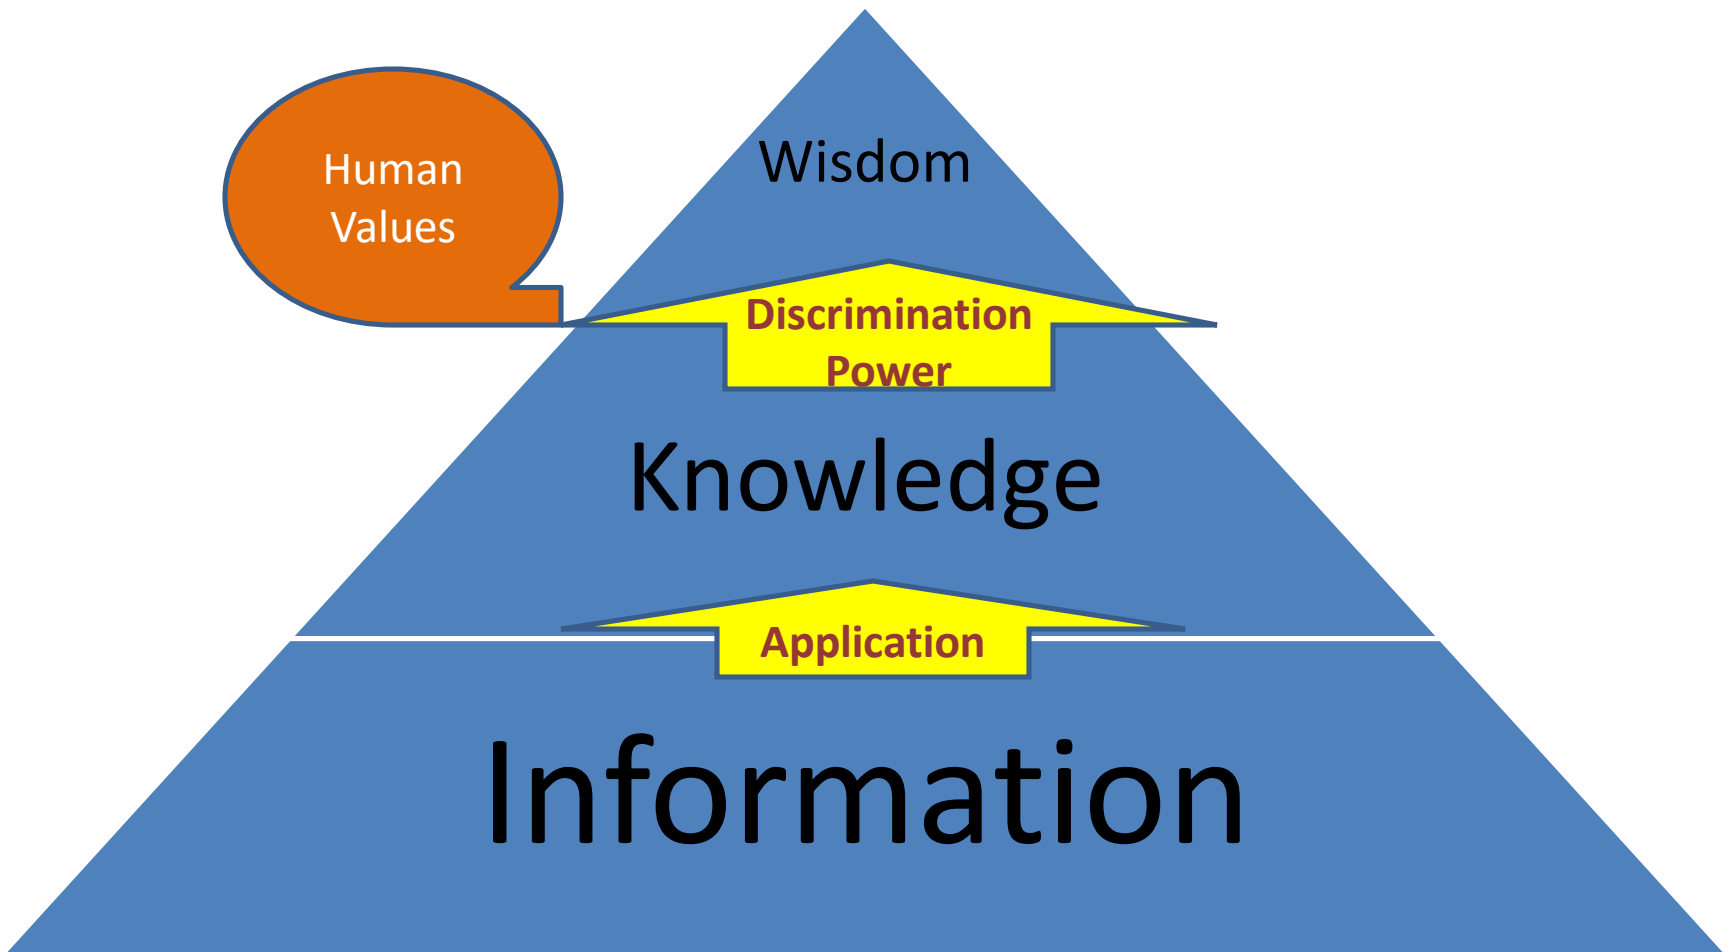 Human
Values
Wisdom
Discrimination
Power
Knowledge
Application
Information